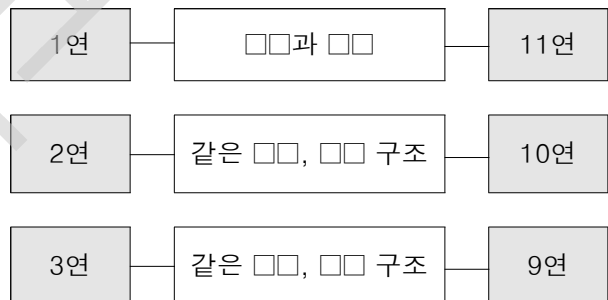 1연 □□과 □□ 11연
2연 같은 □□, □□ 구조 10연
3연 같은 □□, □□ 구조 9연